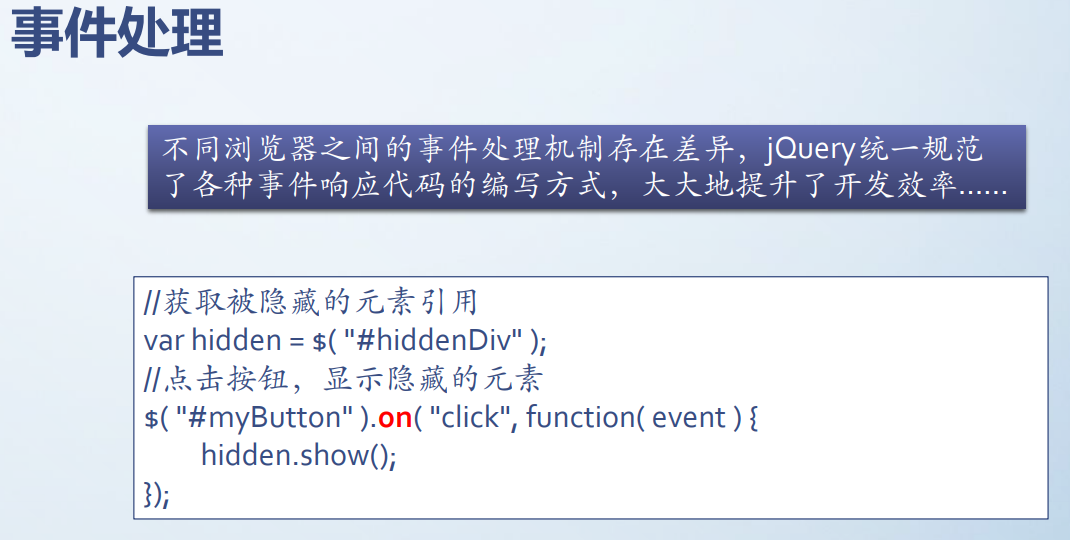 事件处理
不同浏览器之间的事件处理机制存在差异，jQuery统一规范
了各种事件响应代码的编写方式，大大地提升了开发效率......
//获取被隐藏的元素引用
var hidden = $( "#hiddenDiv" );
//点击按钮，显示隐藏的元素
$( "#myButton" ).on( "click", function( event ) {
hidden.show();
});